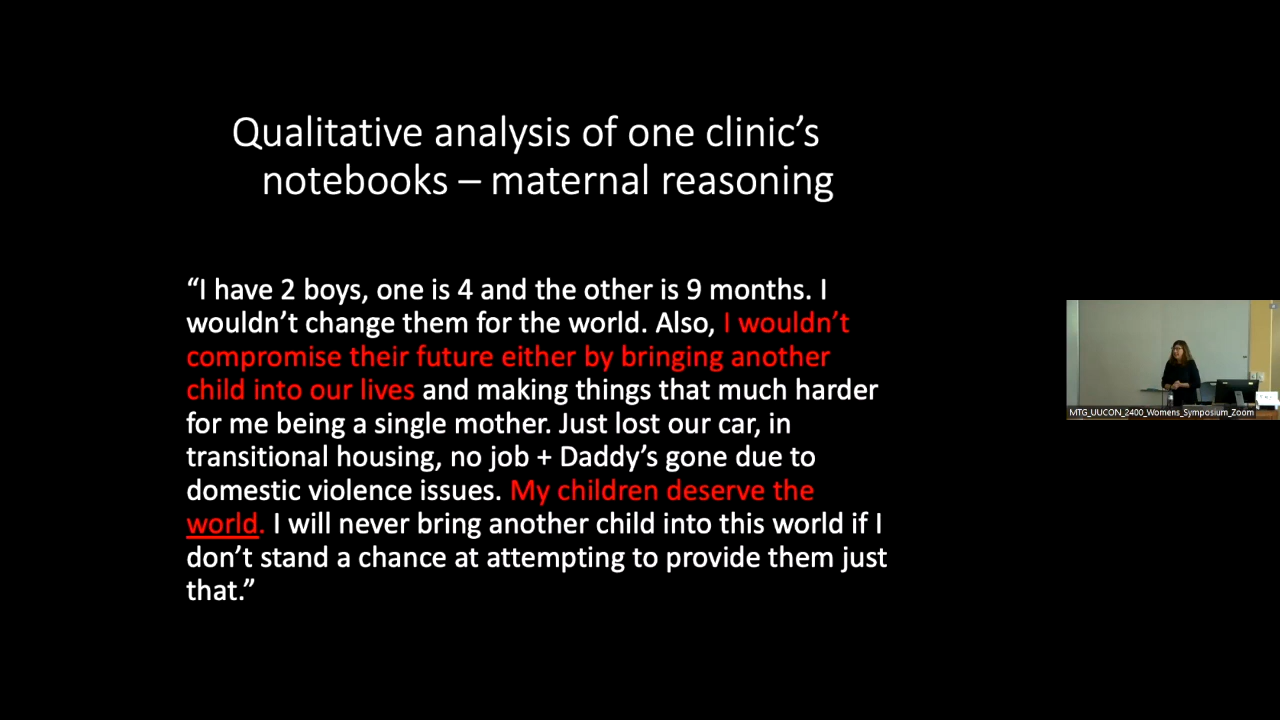 Qualitative analysis of one clinic’s
notebooks – maternal reasoning
“I have 2 boys, one is 4 and the other is 9 months. I
wouldn’t change them for the world. Also, I wouldn’t
compromise their future either by bringing another
child into our lives and making things that much harder
for me being a single mother. Just lost our car, in
transitional housing, no job + Daddy’s gone due to
domestic violence issues. My children deserve the
world. I will never bring another child into this world if I
don’t stand a chance at attempting to provide them just
that.”
MTG_UUCON_2400_Womens_Symposium_Zoom